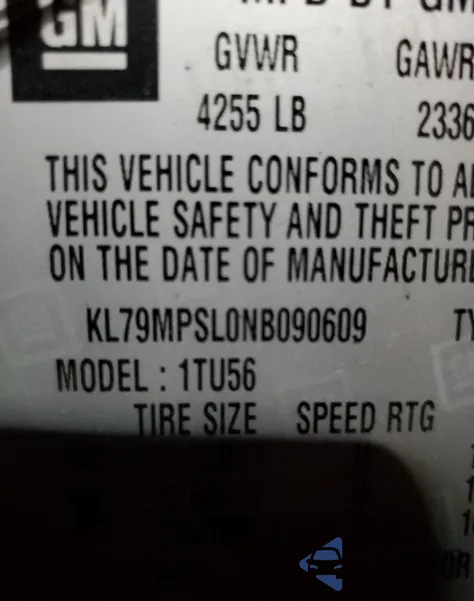 GM
GVWR GAWR
4255 LB 2336
THIS VEHICLE CONFORMS TO
VEHICLE SAFETY AND THEFT
ON THE DATE OF MANUFACTUR
KL79MPSL0NB090609
MODEL : 1TU56
TIRE SIZE SPEED RTG